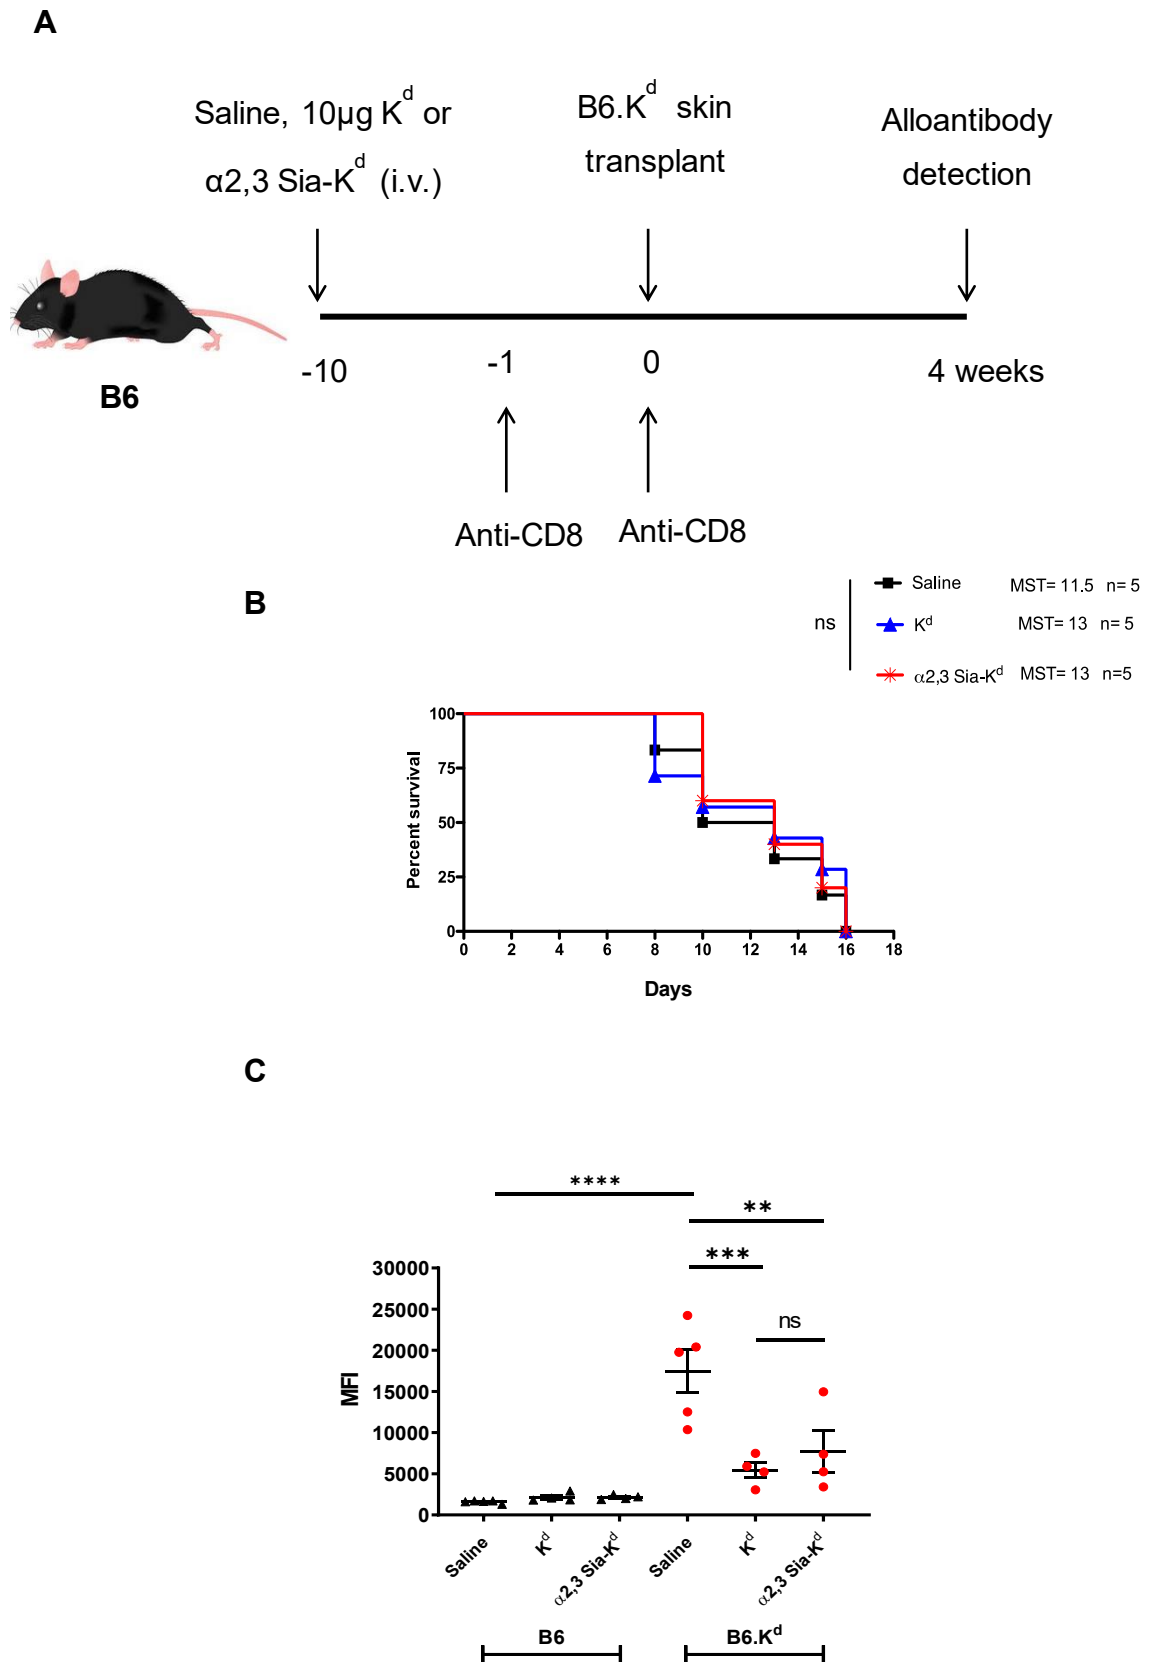 A
Saline, 10µg Kᵈ or
α2,3 Sia-Kᵈ (i.v.)
B6.Kᵈ skin
transplant
Alloantibody
detection
B6
-10
-1
0
4 weeks
Anti-CD8
Anti-CD8
B
ns
Saline MST= 11.5 n= 5
Kᵈ MST= 13 n= 5
α2,3 Sia-Kᵈ MST= 13 n=5
Percent survival
100
75
50
25
0
0 2 4 6 8 10 12 14 16 18
Days
C
****
**
***
ns
MFI
30000
25000
20000
15000
10000
5000
0
Saline
Kᵈ
α2,3 Sia-Kᵈ
Saline
Kᵈ
α2,3 Sia-Kᵈ
B6
B6.Kᵈ